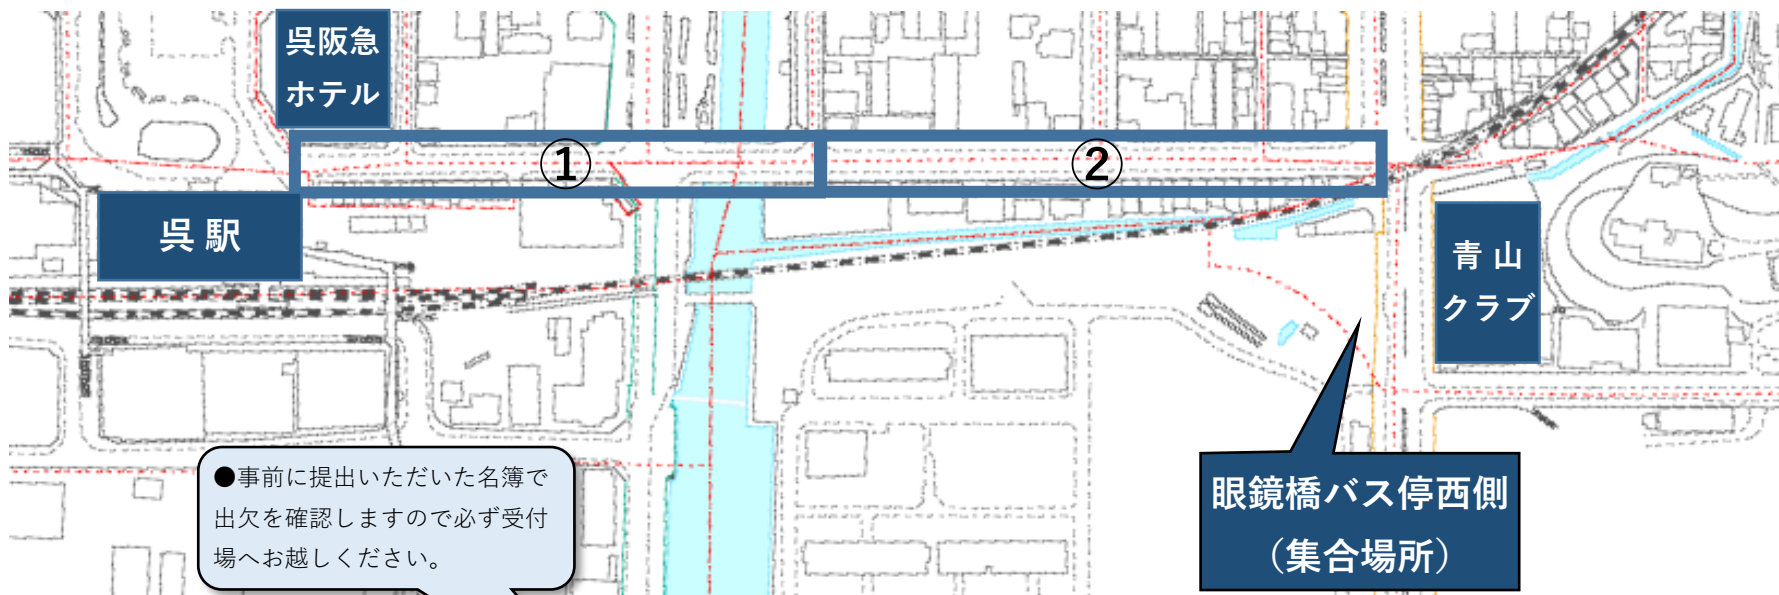 呉阪急
ホテル
①
②
呉 駅
青 山
クラブ
●事前に提出いただいた名簿で
出欠を確認しますので必ず受付
場へお越しください。
眼鏡橋バス停西側
（集合場所）